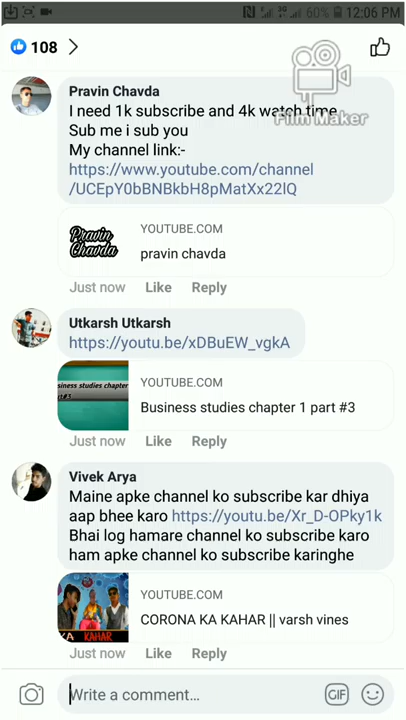 60% 12:06 PM
108
Film Maker
Pravin Chavda
I need 1k subscribe and 4k watch time
Sub me i sub you
My channel link:-
https://www.youtube.com/channel
/UCEpY0bBNBkbH8pMatXx22lQ
YOUTUBE.COM
Pravin
Chavda
pravin chavda
Just now Like Reply
Utkarsh Utkarsh
https://youtu.be/xDBuEW_vgkA
YOUTUBE.COM
siness studies chapter
rt#3
Business studies chapter 1 part #3
Just now Like Reply
Vivek Arya
Maine apke channel ko subscribe kar dhiya
aap bhee karo https://youtu.be/Xr_D-OPky1k
Bhai log hamare channel ko subscribe karo
ham apke channel ko subscribe karinghe
YOUTUBE.COM
CORONA KA KAHAR || varsh vines
KA KAHAR
Just now Like Reply
Write a comment...
GIF